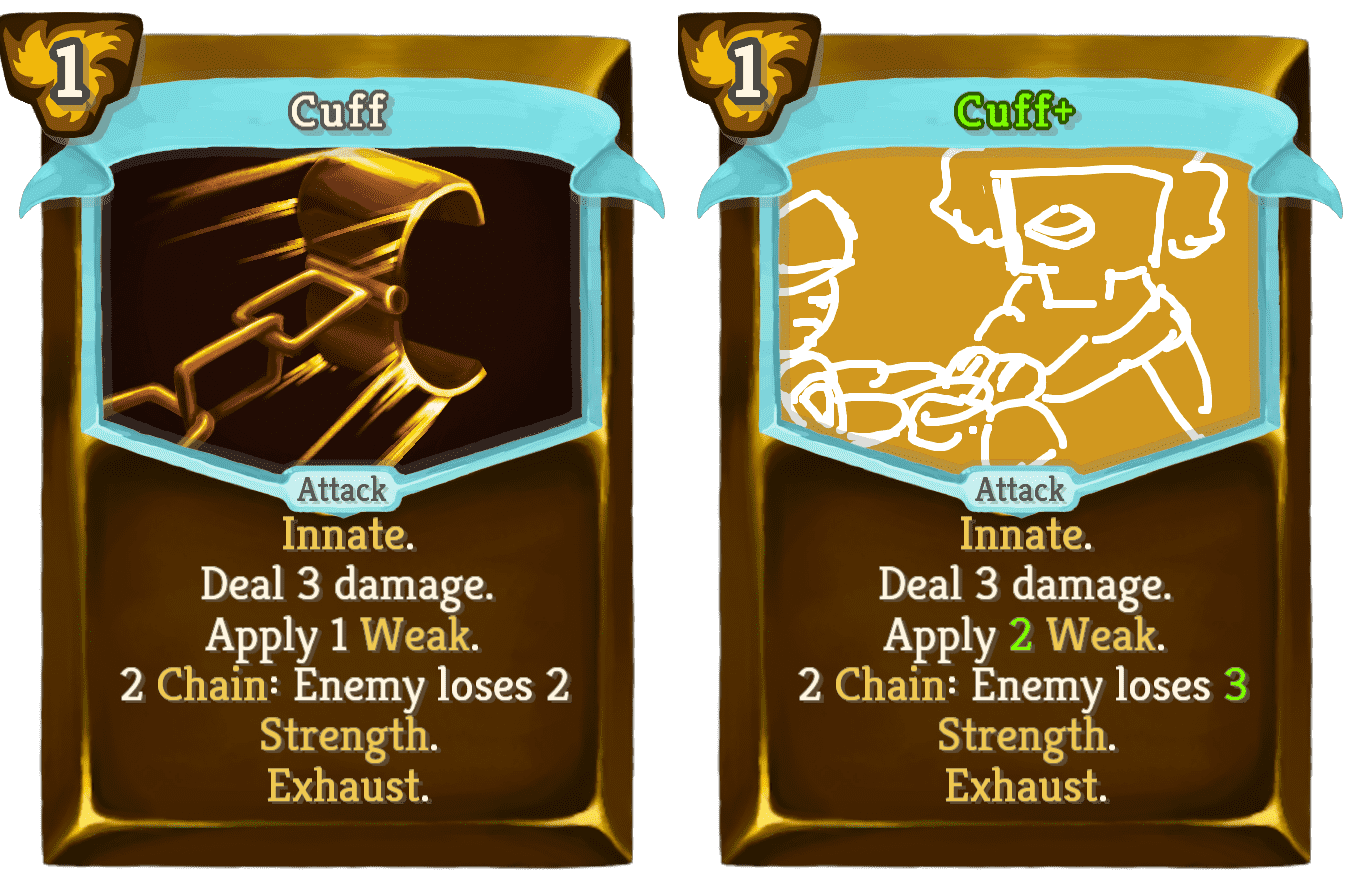 1
Cuff
Attack
Innate.
Deal 3 damage.
Apply 1 Weak.
2 Chain: Enemy loses 2
Strength.
Exhaust.
1
Cuff+
Attack
Innate.
Deal 3 damage.
Apply 2 Weak.
2 Chain: Enemy loses 3
Strength.
Exhaust.